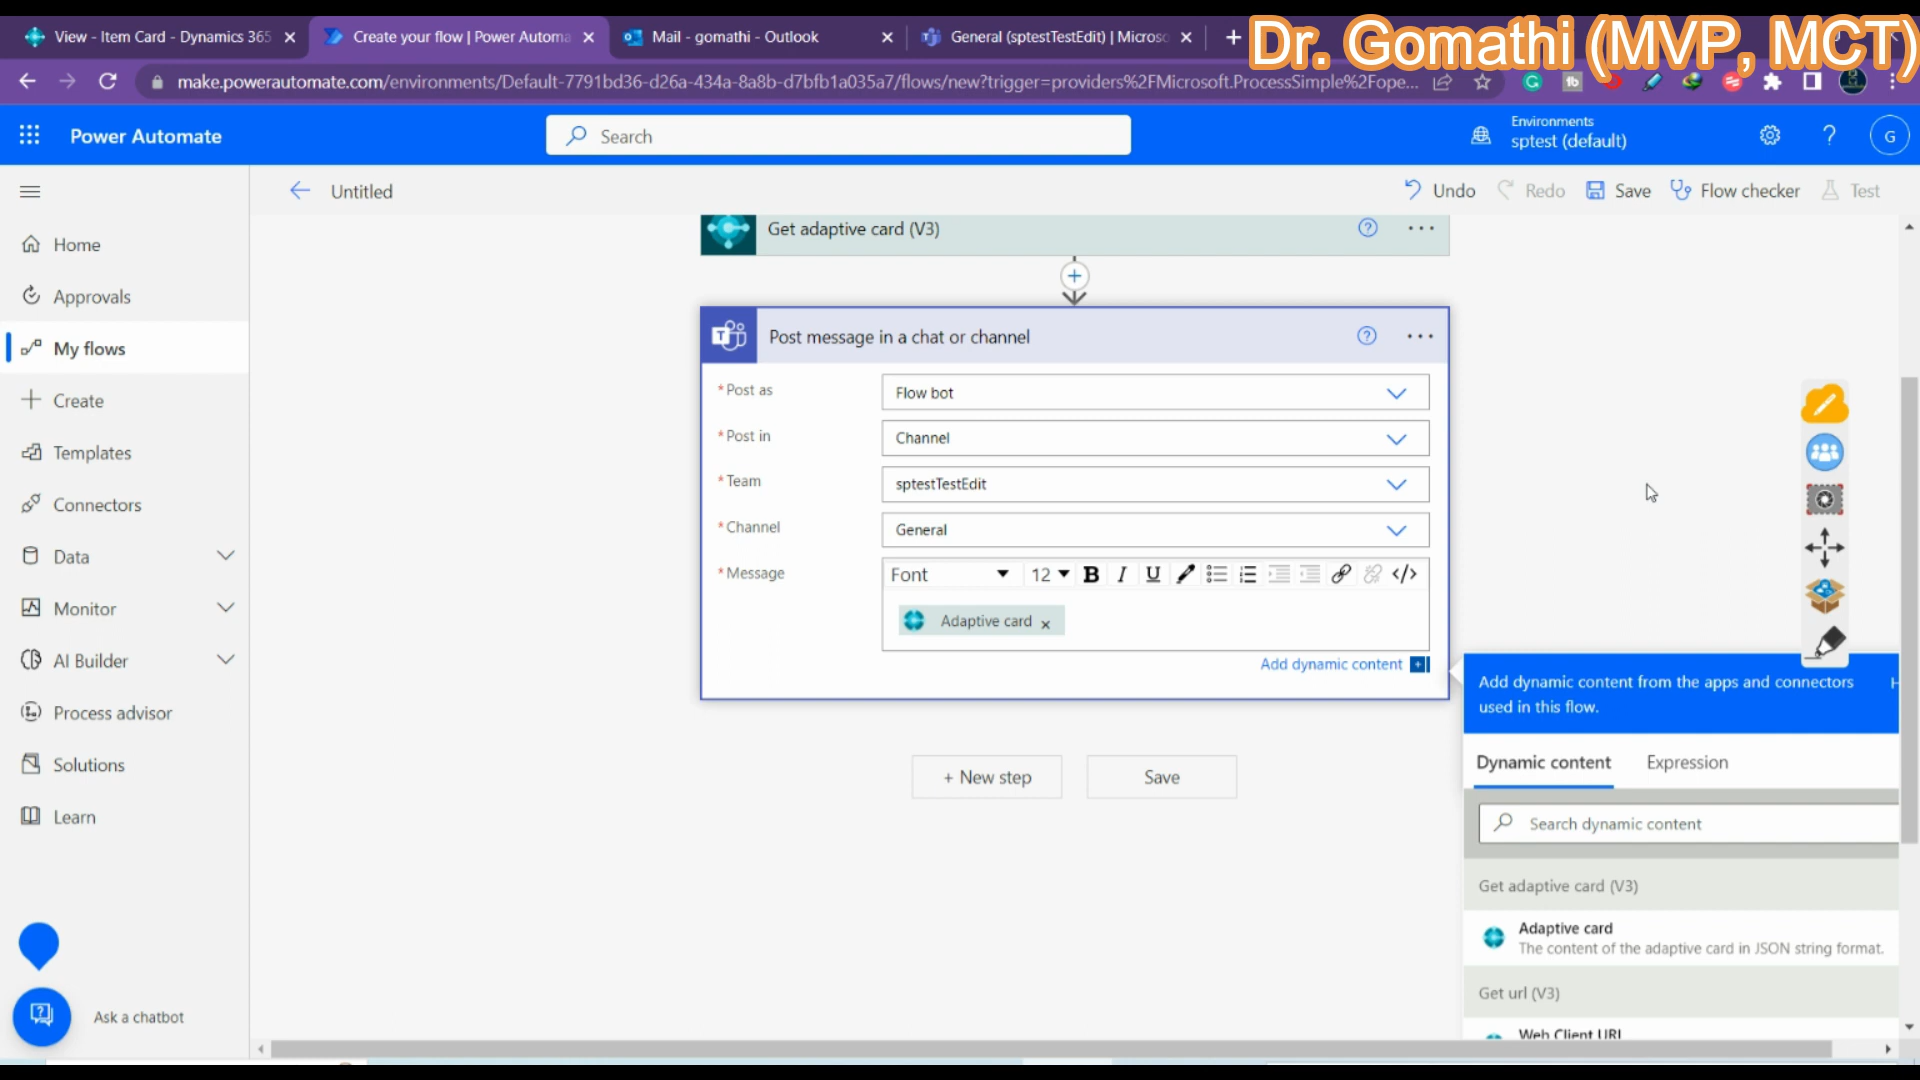 View - Item Card - Dynamics 365
Create your flow | Power Automa
Mail - gomathi - Outlook
General (sptestTestEdit) | Microso
Dr. Gomathi (MVP, MCT)
make.powerautomate.com/environments/Default-7791bd36-d26a-434a-8a8b-d7bfb1a035a7/flows/new?trigger=providers%2FMicrosoft.ProcessSimple%2Fope...
Power Automate
Search
Environments
sptest (default)
G
Untitled
Undo
Redo
Save
Flow checker
Test
Home
Approvals
My flows
Create
Templates
Connectors
Data
Monitor
AI Builder
Process advisor
Solutions
Learn
Ask a chatbot
Get adaptive card (V3)
Post message in a chat or channel
*Post as
Flow bot
*Post in
Channel
*Team
sptestTestEdit
*Channel
General
*Message
Font
12
B I U
</>
Adaptive card ×
Add dynamic content
+ New step
Save
Add dynamic content from the apps and connectors
used in this flow.
Dynamic content
Expression
Search dynamic content
Get adaptive card (V3)
Adaptive card
The content of the adaptive card in JSON string format.
Get url (V3)
Web Client URL